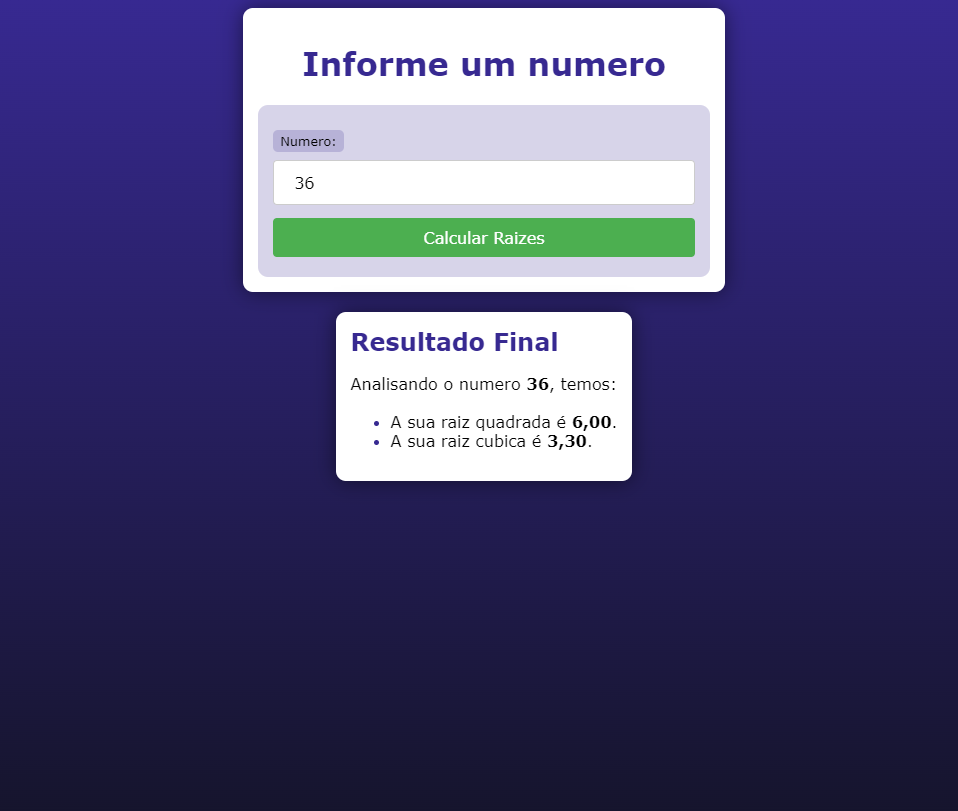 Informe um numero
Numero:
36
Calcular Raizes
Resultado Final
Analisando o numero 36, temos:
A sua raiz quadrada é 6,00.
A sua raiz cubica é 3,30.